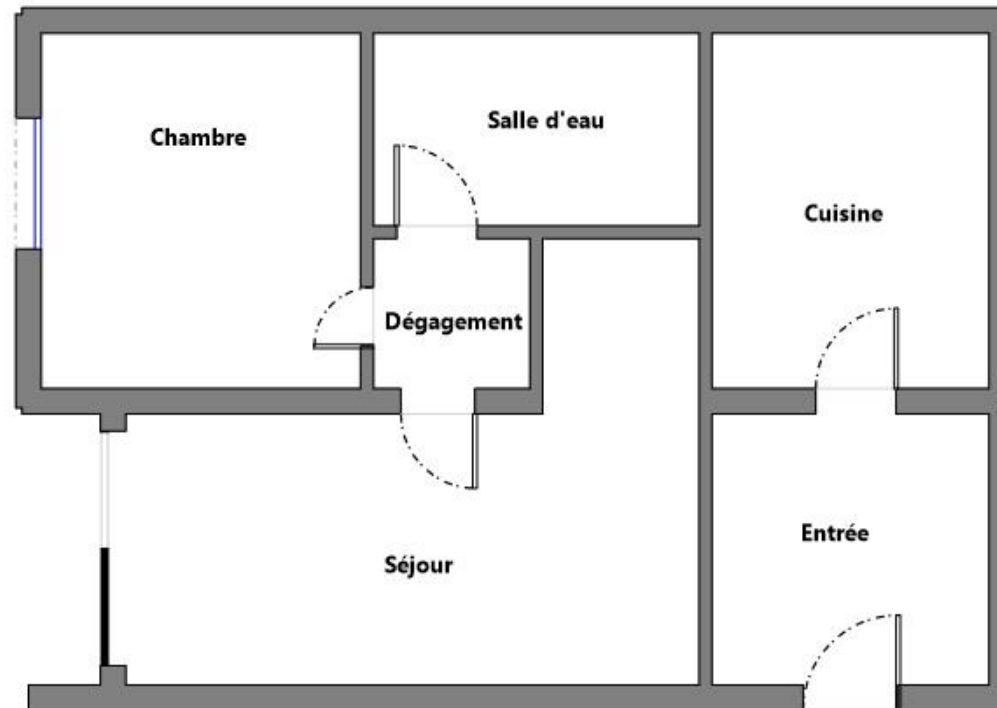 Chambre
Salle d'eau
Cuisine
Dégagement
Séjour
Entrée